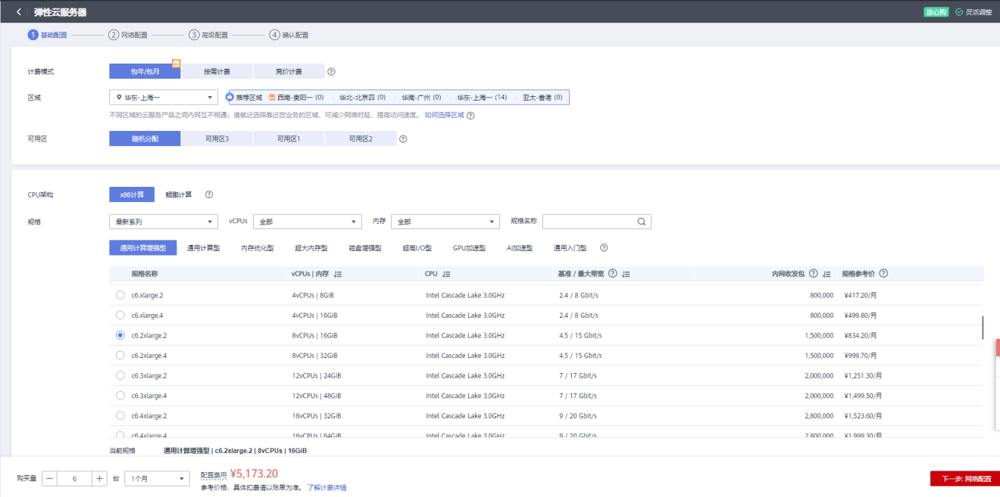 弹性云服务器 放心购 灵活调整
1 基础配置 2 网络配置 3 高级配置 4 确认配置
计费模式 包年/包月 按需计费 竞价计费
区域 华东-上海一 推荐区域 西南-贵阳一 (0) 华北-北京四 (0) 华南-广州 (0) 华东-上海一 (14) 亚太-香港 (0)
不同区域的云服务产品之间内网互不相通；请就近选择靠近您业务的区域，可减少网络时延，提高访问速度。 如何选择区域
可用区 随机分配 可用区3 可用区1 可用区2
CPU架构 x86计算 鲲鹏计算
规格 最新系列 vCPUs 全部 内存 全部 规格名称
通用计算增强型 通用计算型 内存优化型 超大内存型 磁盘增强型 超高I/O型 GPU加速型 AI加速型 通用入门型
规格名称 vCPUs | 内存 CPU 基准 / 最大带宽 内网收发包 规格参考价
c6.xlarge.2 4vCPUs | 8GiB Intel Cascade Lake 3.0GHz 2.4 / 8 Gbit/s 800,000 ¥417.20/月
c6.xlarge.4 4vCPUs | 16GiB Intel Cascade Lake 3.0GHz 2.4 / 8 Gbit/s 800,000 ¥499.80/月
c6.2xlarge.2 8vCPUs | 16GiB Intel Cascade Lake 3.0GHz 4.5 / 15 Gbit/s 1,500,000 ¥834.20/月
c6.2xlarge.4 8vCPUs | 32GiB Intel Cascade Lake 3.0GHz 4.5 / 15 Gbit/s 1,500,000 ¥999.70/月
c6.3xlarge.2 12vCPUs | 24GiB Intel Cascade Lake 3.0GHz 7 / 17 Gbit/s 2,000,000 ¥1,251.30/月
c6.3xlarge.4 12vCPUs | 48GiB Intel Cascade Lake 3.0GHz 7 / 17 Gbit/s 2,000,000 ¥1,499.50/月
c6.4xlarge.2 16vCPUs | 32GiB Intel Cascade Lake 3.0GHz 9 / 20 Gbit/s 2,800,000 ¥1,523.60/月
c6.4xlarge.4 16vCPUs | 64GiB Intel Cascade Lake 3.0GHz 9 / 20 Gbit/s 2,800,000 ¥1,999.30/月
当前规格 通用计算增强型 | c6.2xlarge.2 | 8vCPUs | 16GiB
购买量 6 台 1个月 配置费用 ¥5,173.20
参考价格，具体扣费请以账单为准。 了解计费详情
下一步: 网络配置